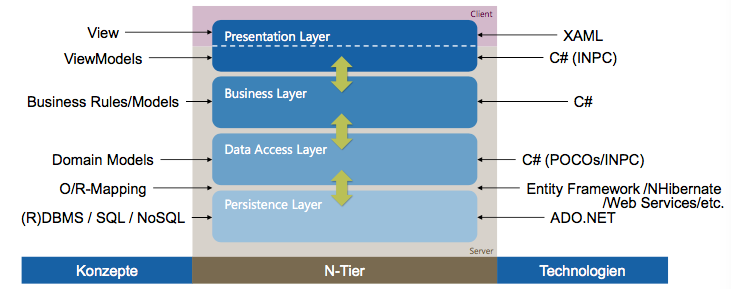 Client
View
Presentation Layer
XAML
ViewModels
C# (INPC)
Business Rules/Models
Business Layer
C#
Domain Models
Data Access Layer
C# (POCOs/INPC)
O/R-Mapping
Entity Framework /NHibernate
/Web Services/etc.
(R)DBMS / SQL / NoSQL
Persistence Layer
ADO.NET
Server
Konzepte
N-Tier
Technologien